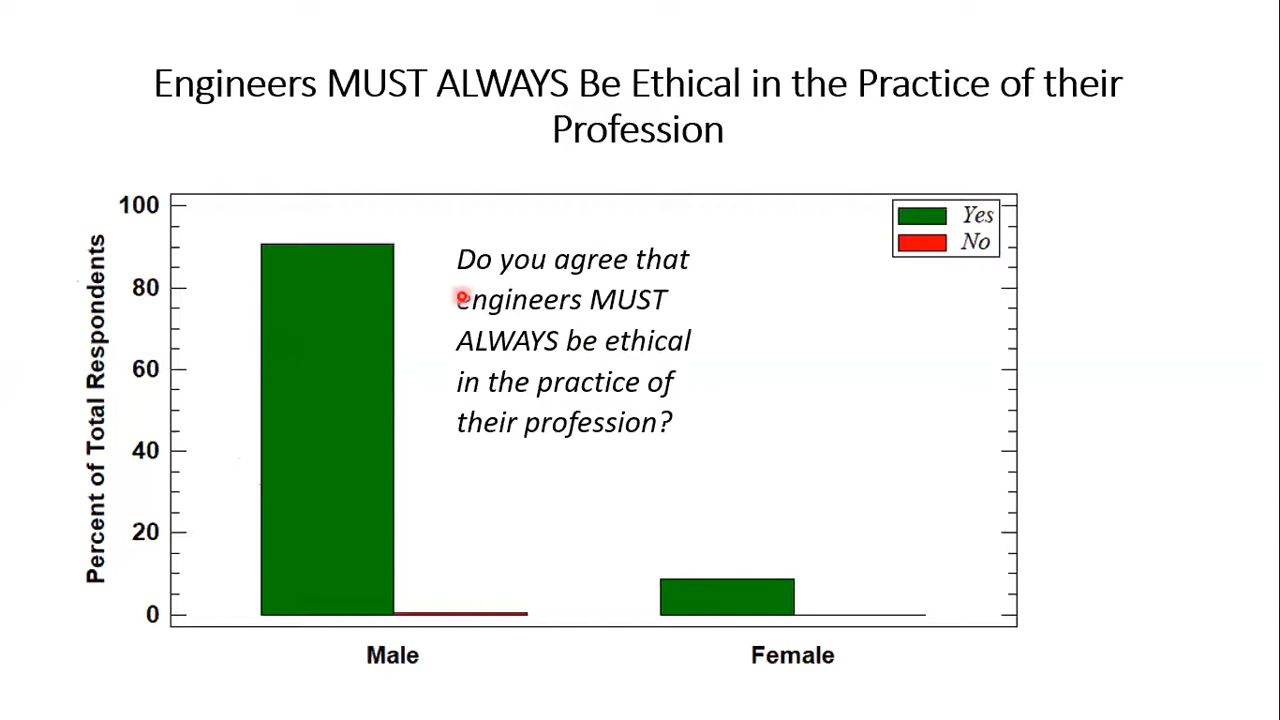 Engineers MUST ALWAYS Be Ethical in the Practice of their
Profession
100
80
60
40
20
0
Percent of Total Respondents
Yes
No
Do you agree that
engineers MUST
ALWAYS be ethical
in the practice of
their profession?
Male
Female